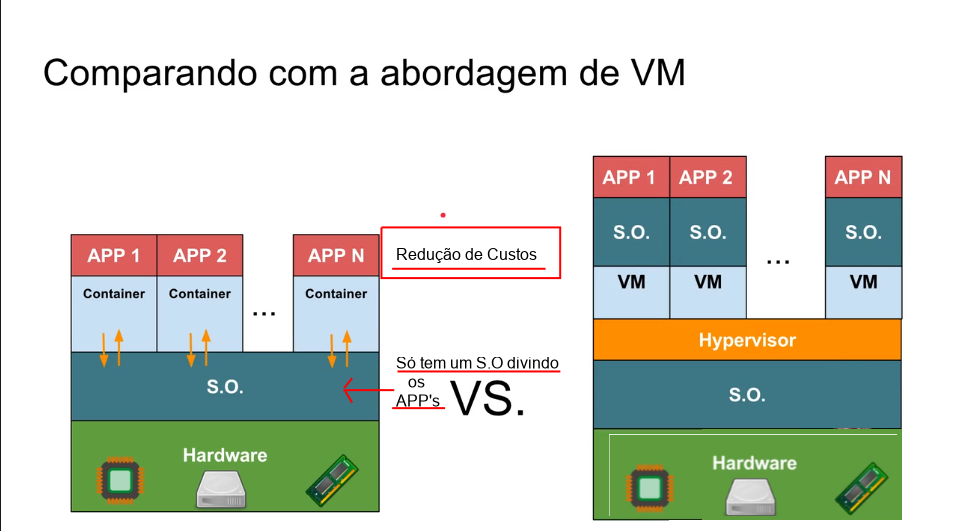 Comparando com a abordagem de VM
APP 1 APP 2 APP N
Container Container ... Container
S.O.
Hardware
Redução de Custos
Só tem um S.O divindo
os
APP's
VS.
APP 1 APP 2 APP N
S.O. S.O. ... S.O.
VM VM VM
Hypervisor
S.O.
Hardware